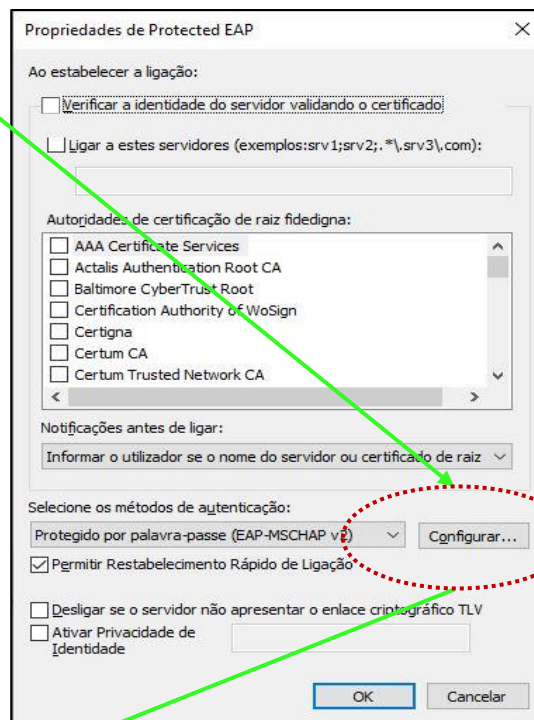 Propriedades de Protected EAP
Ao estabelecer a ligação:
Verificar a identidade do servidor validando o certificado
Ligar a estes servidores (exemplos:srv1;srv2;.*\.srv3\.com):
Autoridades de certificação de raiz fidedigna:
AAA Certificate Services
Actalis Authentication Root CA
Baltimore CyberTrust Root
Certification Authority of WoSign
Certigna
Certum CA
Certum Trusted Network CA
Notificações antes de ligar:
Informar o utilizador se o nome do servidor ou certificado de raiz
Selecione os métodos de autenticação:
Protegido por palavra-passe (EAP-MSCHAP v2) Configurar...
Permitir Restabelecimento Rápido de Ligação
Desligar se o servidor não apresentar o enlace criptográfico TLV
Ativar Privacidade de
Identidade
OK Cancelar